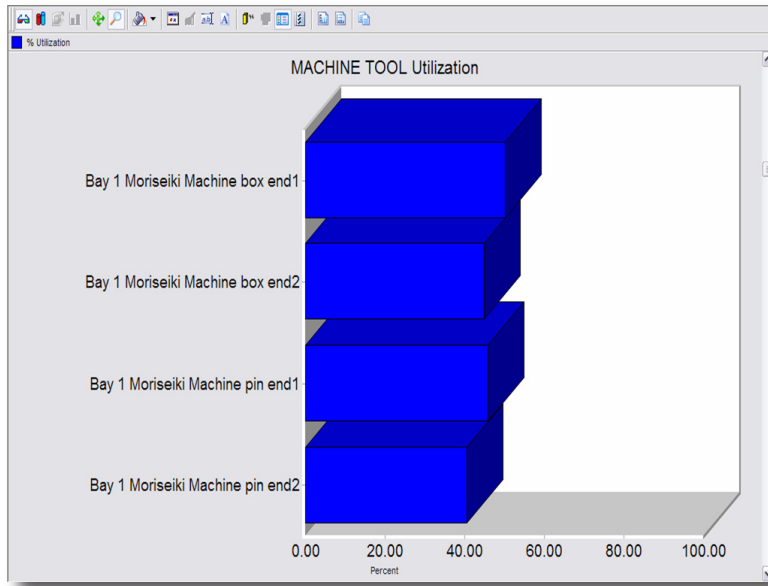 % Utilization
MACHINE TOOL Utilization
Bay 1 Moriseiki Machine box end1
Bay 1 Moriseiki Machine box end2
Bay 1 Moriseiki Machine pin end1
Bay 1 Moriseiki Machine pin end2
0.00 20.00 40.00 60.00 80.00 100.00
Percent